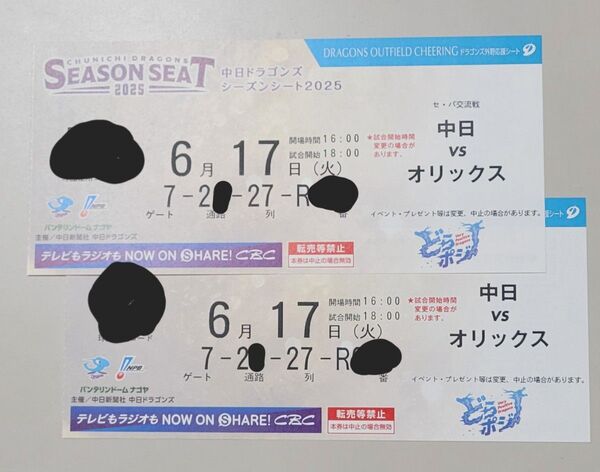 DRAGONS OUTFIELD CHEERING ドラゴンズ外野応援シート
CHUNICHI DRAGONS
SEASON SEAT
2025
中日ドラゴンズ
シーズンシート2025
セ・パ交流戦
6月17日(火)
開場時間 16:00
試合開始 18:00
★試合開始時間
変更の場合が
あります。
中日
vs
オリックス
7-2 -27-R
ゲート 通路 列 番
イベント・プレゼント等は変更、中止の場合があります。
NPB
バンテリンドーム ナゴヤ
主催/中日新聞社 中日ドラゴンズ
テレビもラジオも NOW ON SHARE! CBC
転売等禁止
本券は中止の場合無効
どらポジ
援シート
6月17日(火)
開場時間 16:00
試合開始 18:00
★試合開始時間
変更の場合が
あります。
中日
vs
オリックス
7-2 -27-R
ゲート 通路 列 番
イベント・プレゼント等は変更、中止の場合があります。
NPB
バンテリンドーム ナゴヤ
主催/中日新聞社 中日ドラゴンズ
テレビもラジオも NOW ON SHARE! CBC
転売等禁止
本券は中止の場合無効
どらポジ